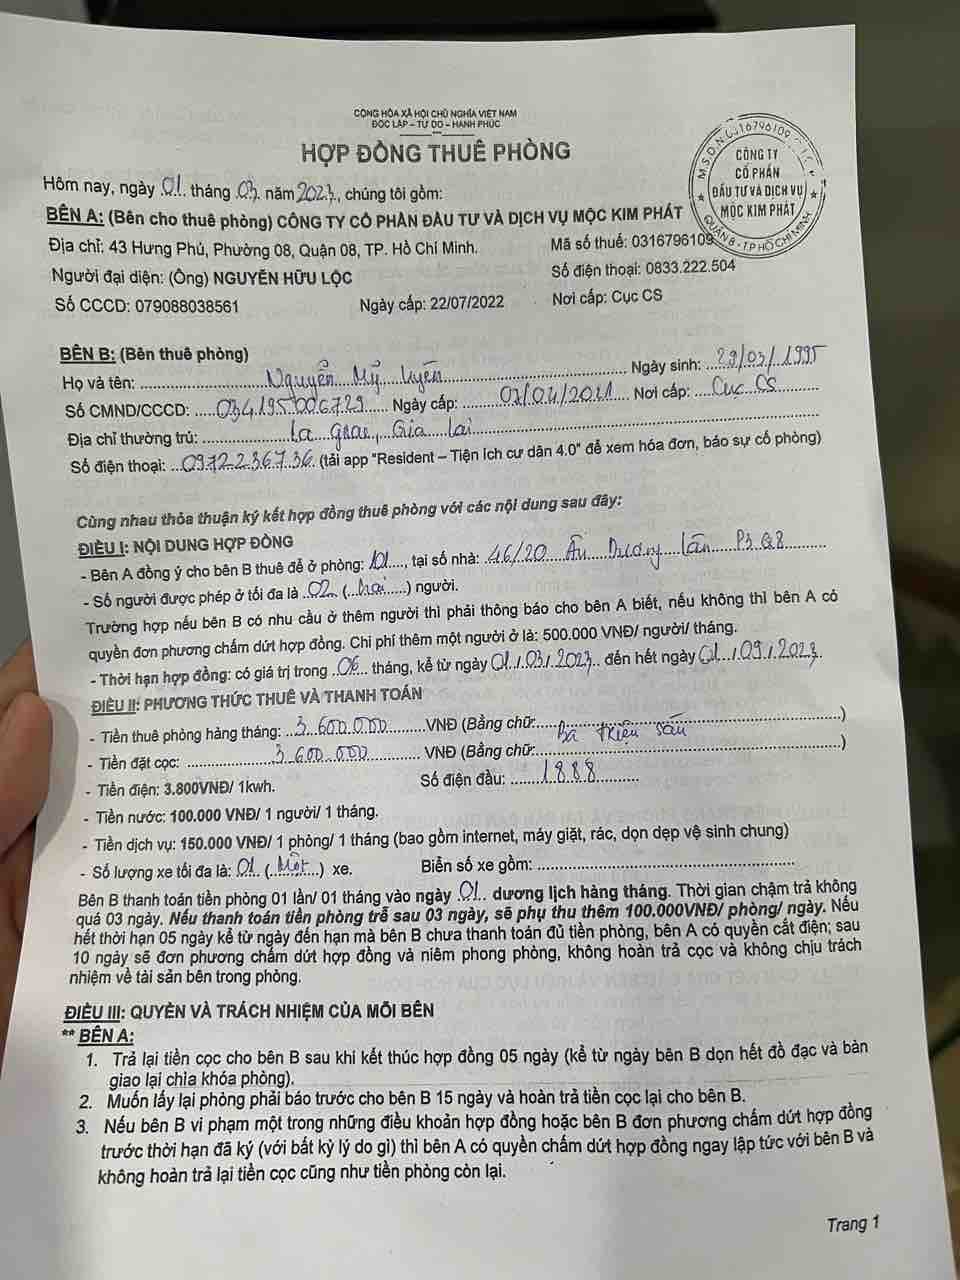 CỘNG HÒA XÃ HỘI CHỦ NGHĨA VIỆT NAM
ĐỘC LẬP – TỰ DO – HẠNH PHÚC
HỢP ĐỒNG THUÊ PHÒNG
M.S.D.N:0316796109
CÔNG TY
CỔ PHẦN
ĐẦU TƯ VÀ DỊCH VỤ
MỘC KIM PHÁT
QUẬN 8 - T.P HỒ CHÍ MINH
Hôm nay, ngày 01. tháng 03. năm 2023, chúng tôi gồm:
BÊN A: (Bên cho thuê phòng) CÔNG TY CỔ PHẦN ĐẦU TƯ VÀ DỊCH VỤ MỘC KIM PHÁT
Địa chỉ: 43 Hưng Phú, Phường 08, Quận 08, TP. Hồ Chí Minh. Mã số thuế: 0316796109
Người đại diện: (Ông) NGUYỄN HỮU LỘC Số điện thoại: 0833.222.504
Số CCCD: 079088038561 Ngày cấp: 22/07/2022 Nơi cấp: Cục CS
BÊN B: (Bên thuê phòng)
Họ và tên: Nguyễn Mỹ Uyên Ngày sinh: 29/03/1995
Số CMND/CCCD: 034195006729 Ngày cấp: 07/04/2021 Nơi cấp: Cục CS
Địa chỉ thường trú: Ia Grai, Gia Lai
Số điện thoại: 0972236736 (tải app "Resident – Tiện ích cư dân 4.0" để xem hóa đơn, báo sự cố phòng)
Cùng nhau thỏa thuận ký kết hợp đồng thuê phòng với các nội dung sau đây:
ĐIỀU I: NỘI DUNG HỢP ĐỒNG
- Bên A đồng ý cho bên B thuê để ở phòng: 101, tại số nhà: 46/20 Âu Dương Lân P3 Q8
- Số người được phép ở tối đa là 02 (hai) người.
Trường hợp nếu bên B có nhu cầu ở thêm người thì phải thông báo cho bên A biết, nếu không thì bên A có
quyền đơn phương chấm dứt hợp đồng. Chi phí thêm một người ở là: 500.000 VNĐ/ người/ tháng.
- Thời hạn hợp đồng: có giá trị trong 06 tháng, kể từ ngày 01/03/2023 đến hết ngày 01/09/2023
ĐIỀU II: PHƯƠNG THỨC THUÊ VÀ THANH TOÁN
- Tiền thuê phòng hàng tháng: 3.600.000 VNĐ (Bằng chữ: Ba triệu sáu)
- Tiền đặt cọc: 3.600.000 VNĐ (Bằng chữ: )
- Tiền điện: 3.800VNĐ/ 1kwh. Số điện đầu: 1888
- Tiền nước: 100.000 VNĐ/ 1 người/ 1 tháng.
- Tiền dịch vụ: 150.000 VNĐ/ 1 phòng/ 1 tháng (bao gồm internet, máy giặt, rác, dọn dẹp vệ sinh chung)
- Số lượng xe tối đa là: 01 (Một) xe. Biển số xe gồm:
Bên B thanh toán tiền phòng 01 lần/ 01 tháng vào ngày 01 dương lịch hàng tháng. Thời gian chậm trả không
quá 03 ngày. Nếu thanh toán tiền phòng trễ sau 03 ngày, sẽ phụ thu thêm 100.000VNĐ/ phòng/ ngày. Nếu
hết thời hạn 05 ngày kể từ ngày đến hạn mà bên B chưa thanh toán đủ tiền phòng, bên A có quyền cắt điện; sau
10 ngày sẽ đơn phương chấm dứt hợp đồng và niêm phong phòng, không hoàn trả cọc và không chịu trách
nhiệm về tài sản bên trong phòng.
ĐIỀU III: QUYỀN VÀ TRÁCH NHIỆM CỦA MỖI BÊN
** BÊN A:
1. Trả lại tiền cọc cho bên B sau khi kết thúc hợp đồng 05 ngày (kể từ ngày bên B dọn hết đồ đạc và bàn
giao lại chìa khóa phòng).
2. Muốn lấy lại phòng phải báo trước cho bên B 15 ngày và hoàn trả tiền cọc lại cho bên B.
3. Nếu bên B vi phạm một trong những điều khoản hợp đồng hoặc bên B đơn phương chấm dứt hợp đồng
trước thời hạn đã ký (với bất kỳ lý do gì) thì bên A có quyền chấm dứt hợp đồng ngay lập tức với bên B và
không hoàn trả lại tiền cọc cũng như tiền phòng còn lại.
Trang 1